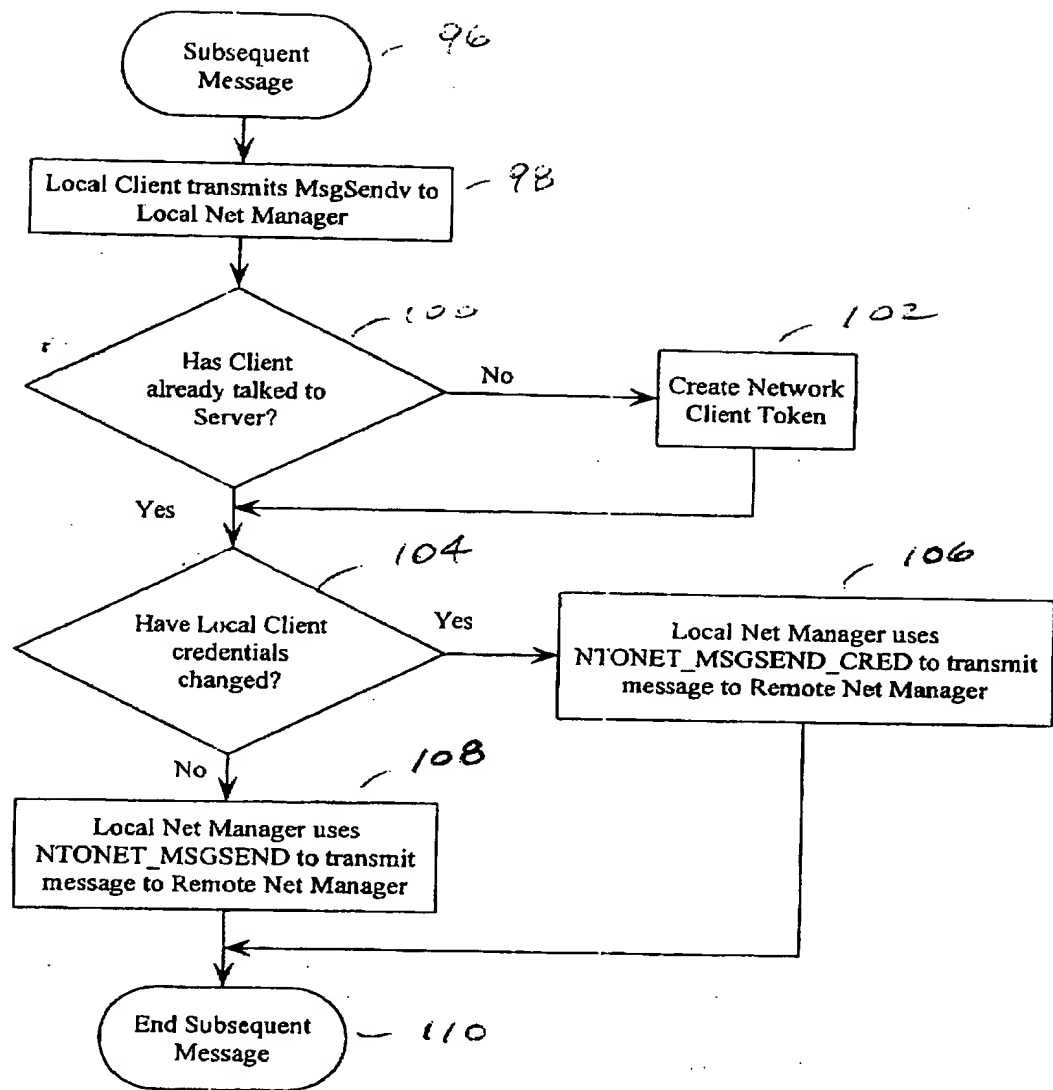 Subsequent
Message
96
Local Client transmits MsgSendv to
Local Net Manager
98
100
Has Client
already talked to
Server?
No
102
Create Network
Client Token
Yes
104
Have Local Client
credentials
changed?
Yes
106
Local Net Manager uses
NTONET_MSGSEND_CRED to transmit
message to Remote Net Manager
No
108
Local Net Manager uses
NTONET_MSGSEND to transmit
message to Remote Net Manager
End Subsequent
Message
110